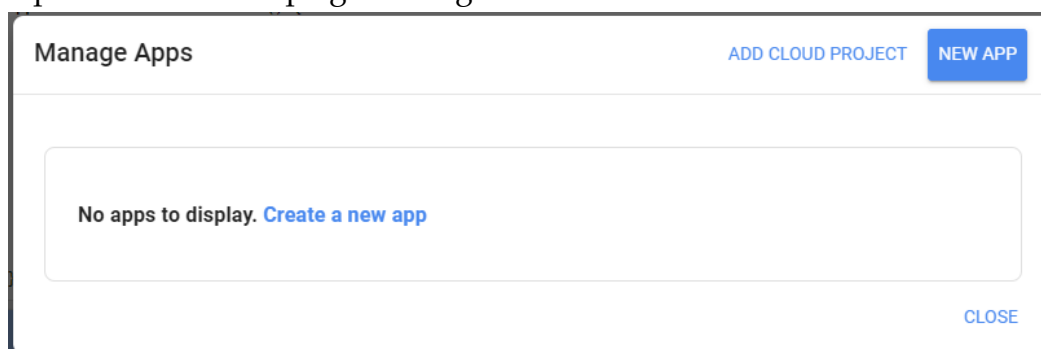 Manage Apps
ADD CLOUD PROJECT
NEW APP
No apps to display. Create a new app
CLOSE